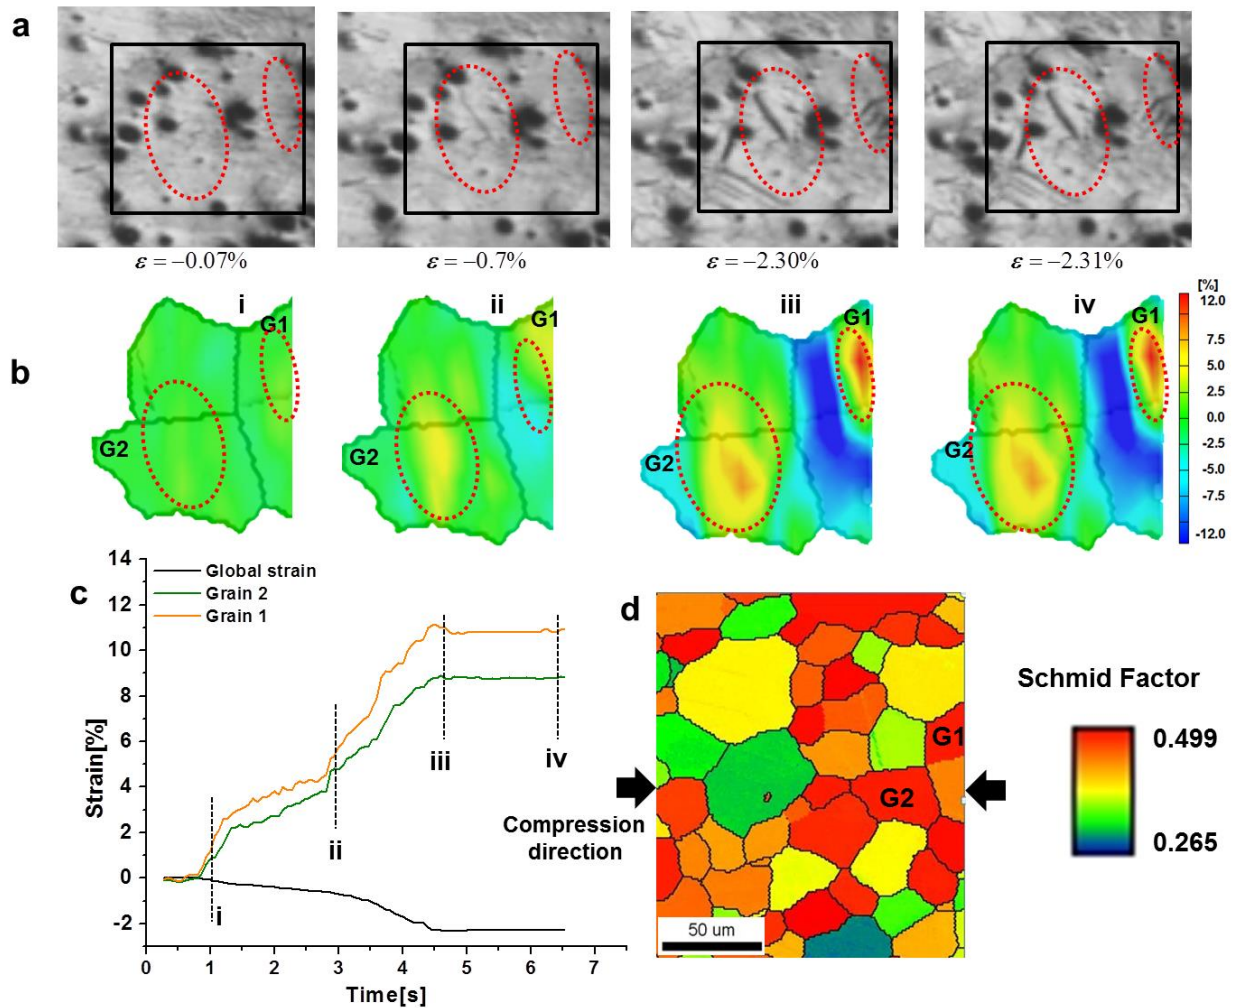 a
ε = −0.07%
ε = −0.7%
ε = −2.30%
ε = −2.31%
b
i
G1
G2
ii
G1
G2
iii
G1
G2
iv
G1
G2
[%]
12.0
10.0
7.5
5.0
2.5
0.0
-2.5
-5.0
-7.5
-12.0
c
Global strain
Grain 2
Grain 1
14
12
10
8
6
4
2
0
-2
Strain[%]
i
ii
iii
iv
0
1
2
3
4
5
6
7
Time[s]
Compression
direction
d
G1
G2
50 um
Schmid Factor
0.499
0.265